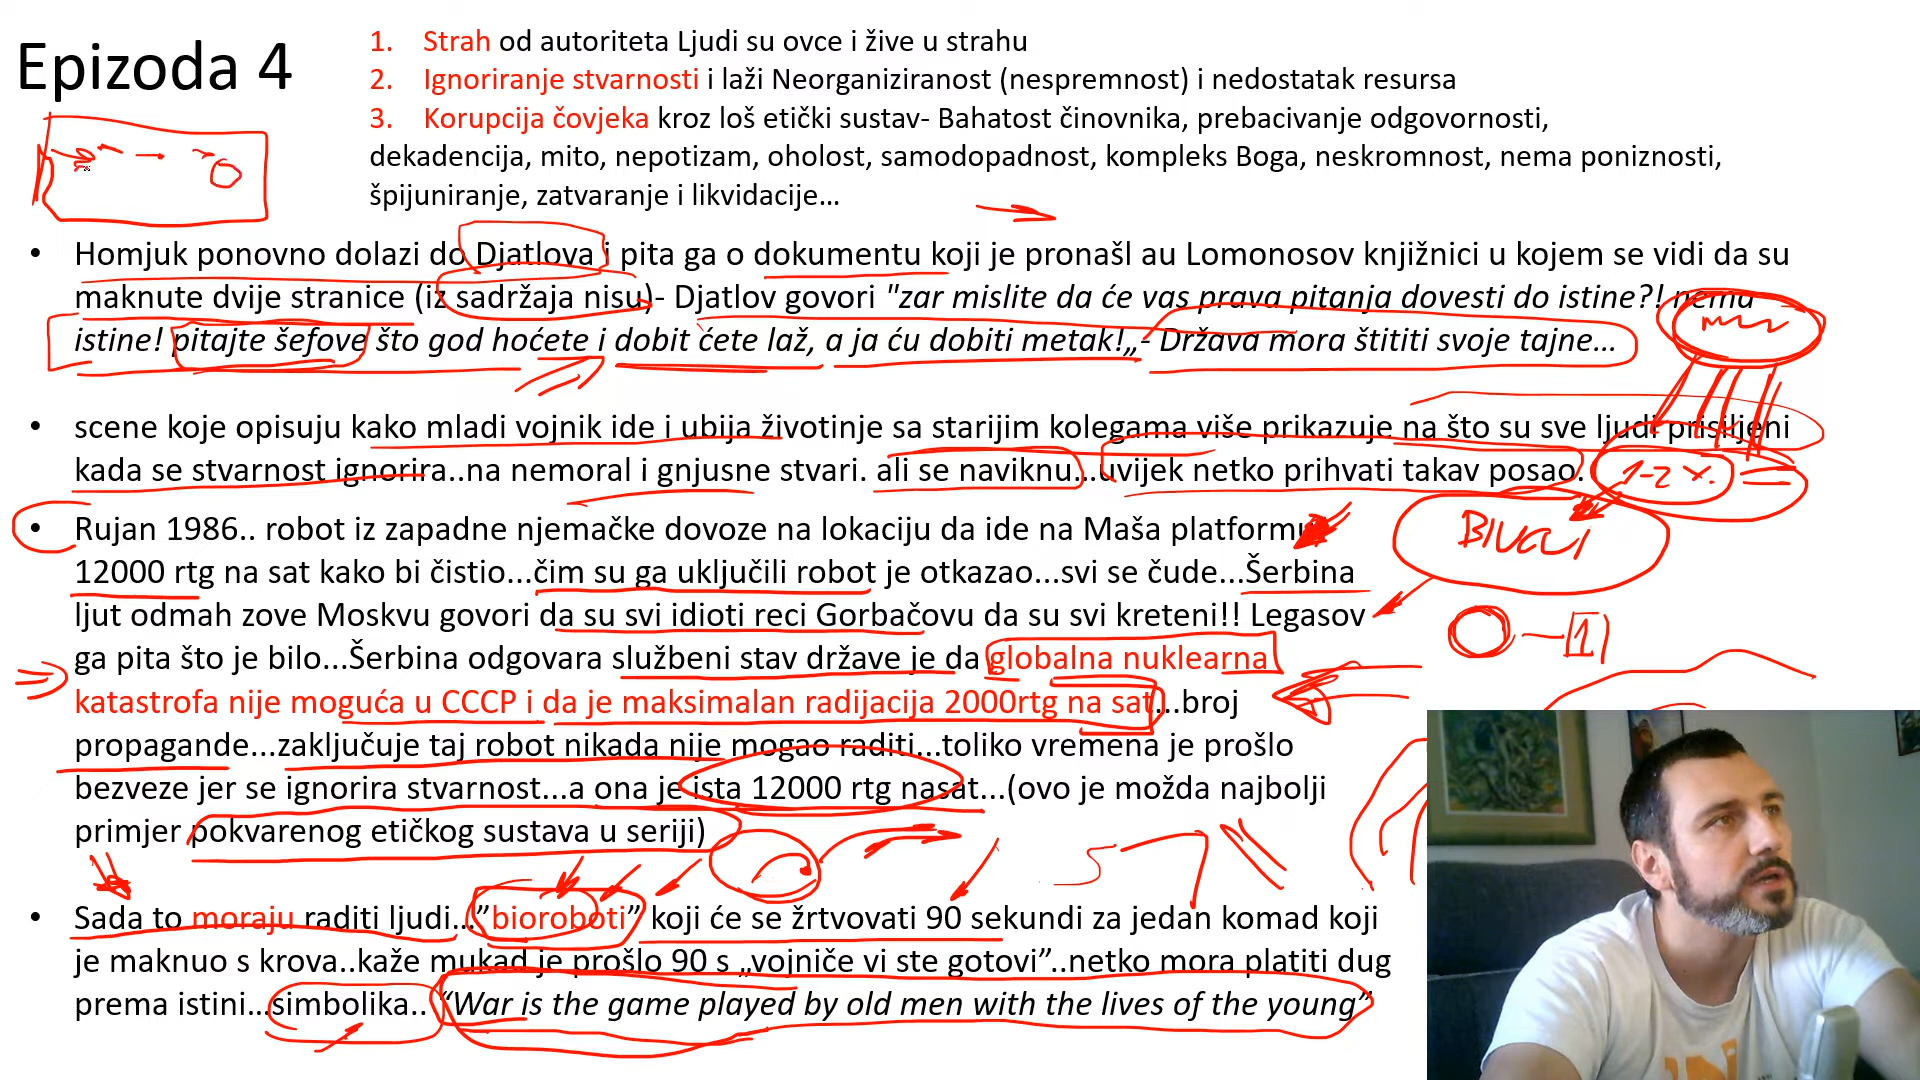 Epizoda 4
1. Strah od autoriteta Ljudi su ovce i žive u strahu
2. Ignoriranje stvarnosti i laži Neorganiziranost (nespremnost) i nedostatak resursa
3. Korupcija čovjeka kroz loš etički sustav- Bahatost činovnika, prebacivanje odgovornosti,
dekadencija, mito, nepotizam, oholost, samodopadnost, kompleks Boga, neskromnost, nema poniznosti,
špijuniranje, zatvaranje i likvidacije...
• Homjuk ponovno dolazi do Djatlova i pita ga o dokumentu koji je pronašl au Lomonosov knjižnici u kojem se vidi da su
maknute dvije stranice (iz sadržaja nisu)- Djatlov govori "zar mislite da će vas prava pitanja dovesti do istine?! nema
istine! pitajte šefove što god hoćete i dobit ćete laž, a ja ću dobiti metak!„- Država mora štititi svoje tajne...
• scene koje opisuju kako mladi vojnik ide i ubija životinje sa starijim kolegama više prikazuje na što su sve ljudi prisiljeni
kada se stvarnost ignorira..na nemoral i gnjusne stvari. ali se naviknu...uvijek netko prihvati takav posao.
1-2 x.
• Rujan 1986.. robot iz zapadne njemačke dovoze na lokaciju da ide na Maša platformu
12000 rtg na sat kako bi čistio...čim su ga uključili robot je otkazao...svi se čude...Šerbina
ljut odmah zove Moskvu govori da su svi idioti reci Gorbačovu da su svi kreteni!! Legasov
1
ga pita što je bilo...Šerbina odgovara službeni stav države je da globalna nuklearna
katastrofa nije moguća u CCCP i da je maksimalan radijacija 2000rtg na sat...broj
propagande...zaključuje taj robot nikada nije mogao raditi...toliko vremena je prošlo
bezveze jer se ignorira stvarnost...a ona je ista 12000 rtg nasat...(ovo je možda najbolji
primjer pokvarenog etičkog sustava u seriji)
• Sada to moraju raditi ljudi...”bioroboti” koji će se žrtvovati 90 sekundi za jedan komad koji
je maknuo s krova..kaže mukad je prošlo 90 s „vojniče vi ste gotovi”..netko mora platiti dug
prema istini...simbolika.. “War is the game played by old men with the lives of the young”